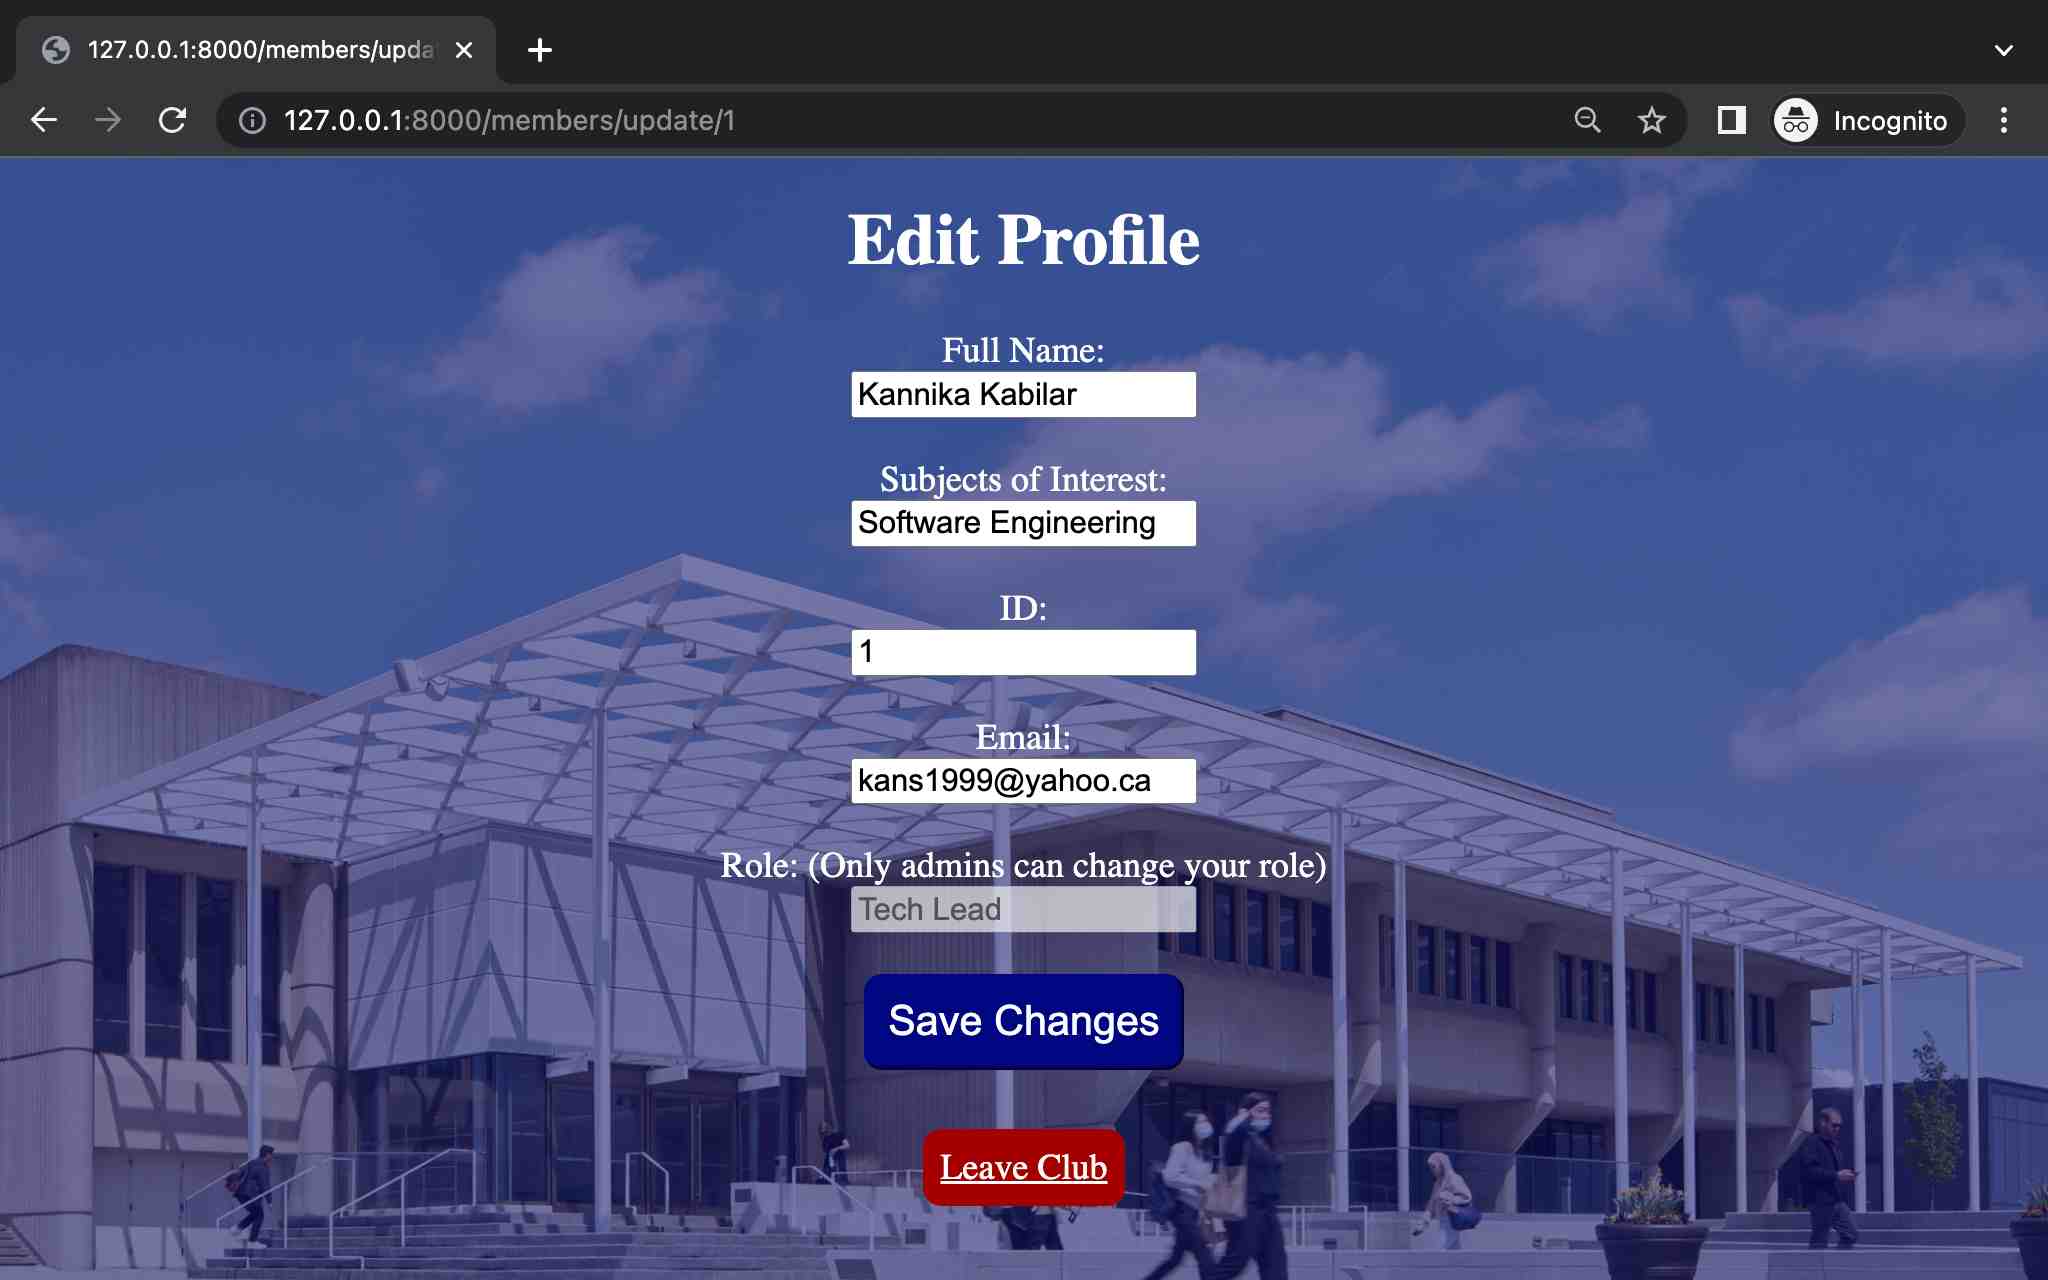 127.0.0.1:8000/members/upda
127.0.0.1:8000/members/update/1
Incognito
Edit Profile
Full Name:
Kannika Kabilar
Subjects of Interest:
Software Engineering
ID:
1
Email:
kans1999@yahoo.ca
Role: (Only admins can change your role)
Tech Lead
Save Changes
Leave Club